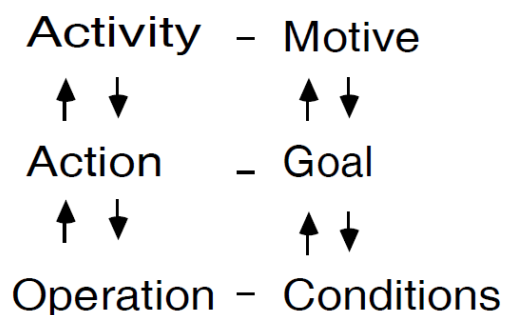 Activity - Motive
Action - Goal
Operation - Conditions